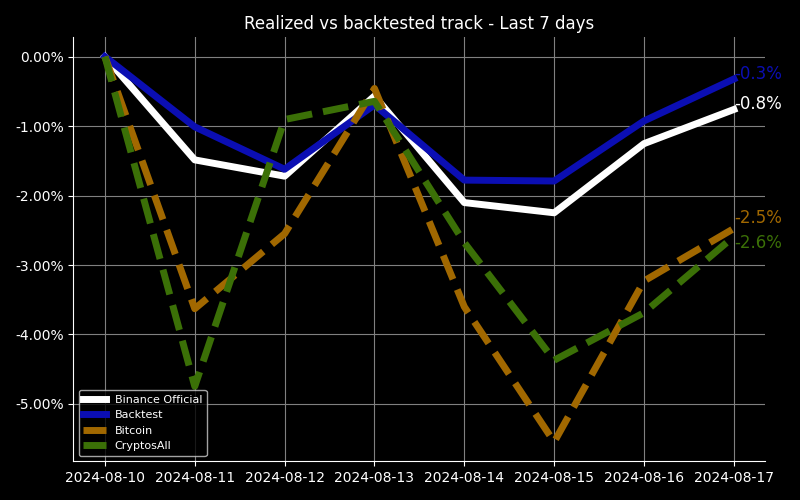 Realized vs backtested track - Last 7 days
0.00%
-1.00%
-2.00%
-3.00%
-4.00%
-5.00%
-0.3%
-0.8%
-2.5%
-2.6%
Binance Official
Backtest
Bitcoin
CryptosAll
2024-08-10 2024-08-11 2024-08-12 2024-08-13 2024-08-14 2024-08-15 2024-08-16 2024-08-17